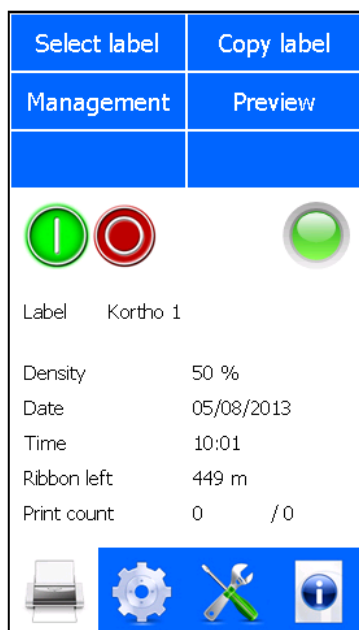 Select label Copy label
Management Preview
Label Kortho 1
Density 50 %
Date 05/08/2013
Time 10:01
Ribbon left 449 m
Print count 0 / 0